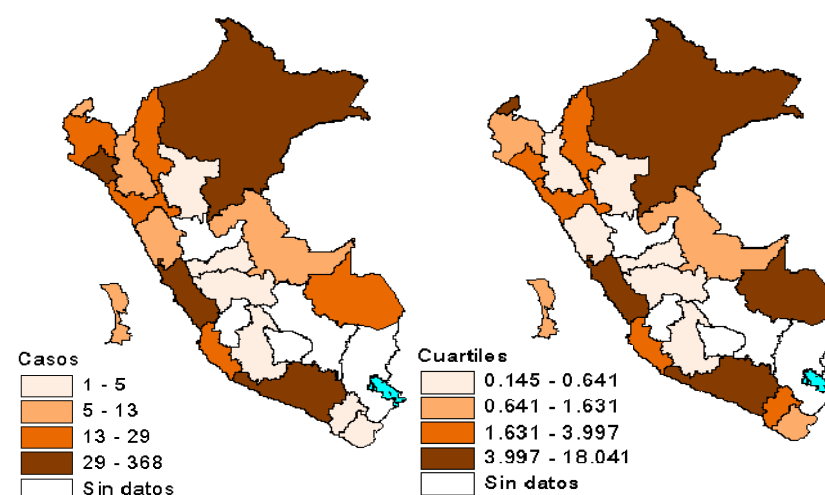 Casos
1 - 5
5 - 13
13 - 29
29 - 368
Sin datos
Cuartiles
0.145 - 0.641
0.641 - 1.631
1.631 - 3.997
3.997 - 18.041
Sin datos